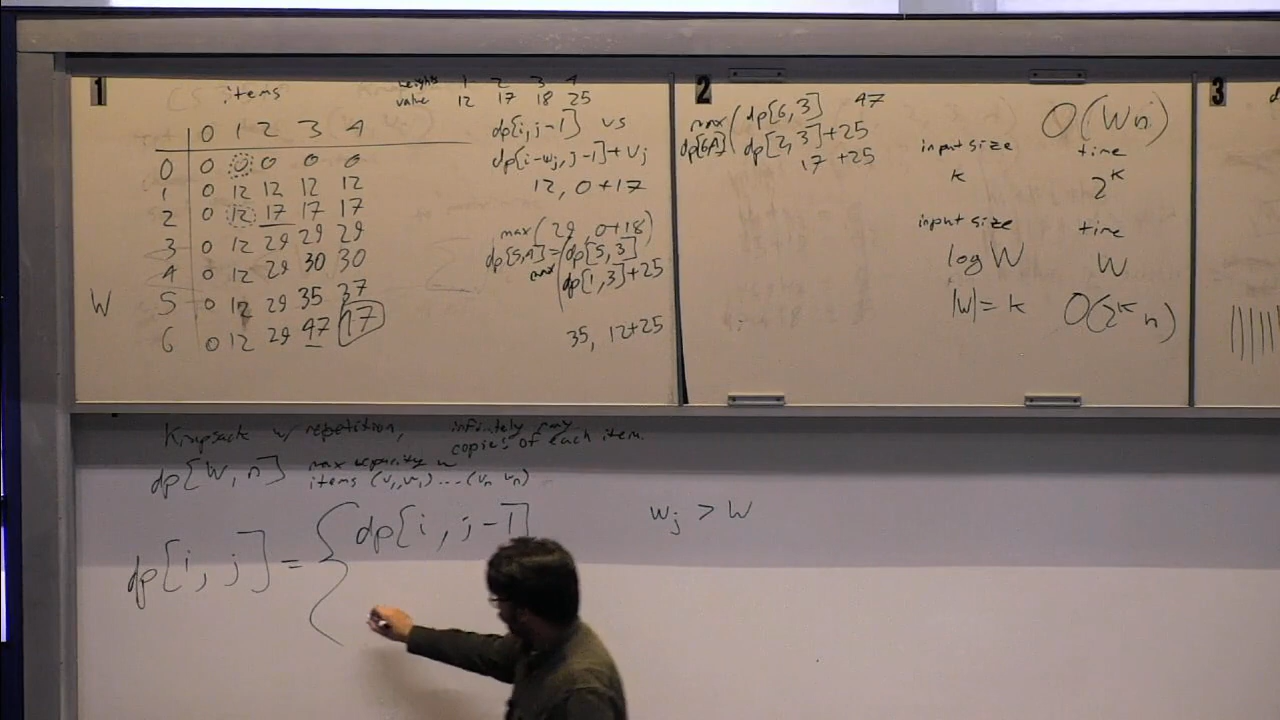 1
items
weights 1 2 3 4
value 12 17 18 25
0 1 2 3 4
0 0 0 0 0 0
1 0 12 12 12 12
2 0 12 17 17 17
3 0 12 29 29 29
4 0 12 29 30 30
W 5 0 12 29 35 37
6 0 12 29 47 47
dp[i, j-1] vs
dp[i-wj, j-1]+vj
12, 0+17
max(29, 0+18)
dp[5,4]= dp[5,3]
max dp[1,3]+25
35, 12+25
2
max dp[6,3] 47
dp[6,4] dp[2,3]+25
17 +25
O(Wn)
input size time
k 2^k
input size time
log W W
|W| = k O(2^k n)
3
Knapsack w/ repetition, infinitely many
copies of each item.
dp[W, n] max capacity w
items (v₁,w₁) ... (vn wn)
dp[i, j] = { dp[i, j-1] wj > W